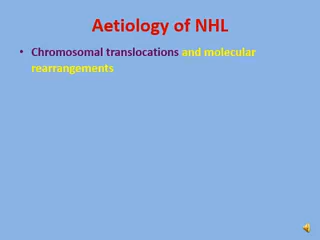 Aetiology of NHL
• Chromosomal translocations and molecular
rearrangements